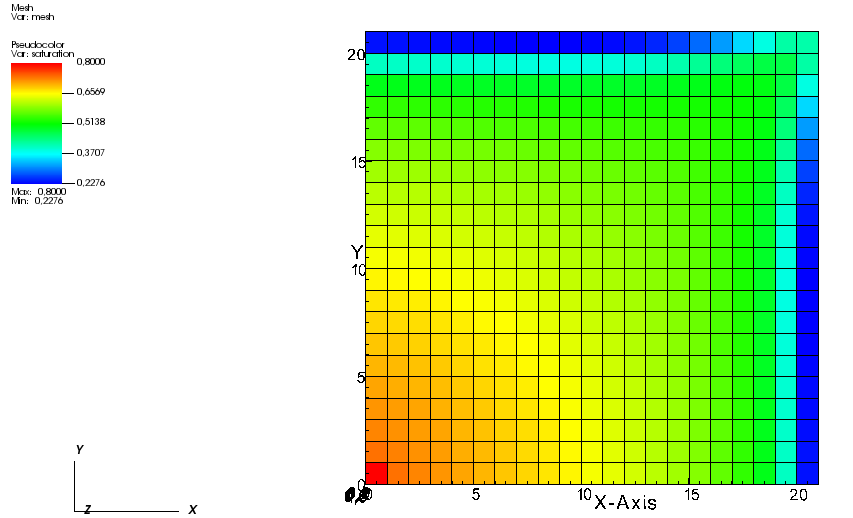 Mesh
Var: mesh
Pseudocolor
Var: saturation
0,8000
0,6569
0,5138
0,3707
0,2276
Max: 0,8000
Min: 0,2276
20
15
Y
10
5
0
5
10
15
20
X-Axis
Y
Z
X